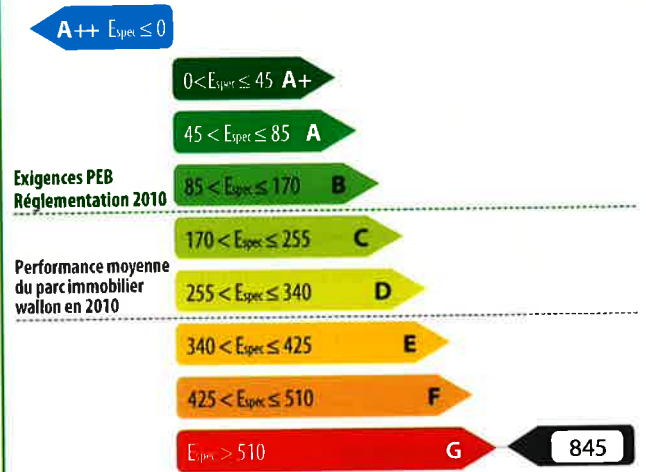 A++ Espec ≤ 0
0<Espec ≤ 45 A+
45 < Espec ≤ 85 A
Exigences PEB
Réglementation 2010
85 < Espec ≤ 170 B
170 < Espec ≤ 255 C
Performance moyenne
du parc immobilier
wallon en 2010
255 < Espec ≤ 340 D
340 < Espec ≤ 425 E
425 < Espec ≤ 510 F
Espec > 510 G
845